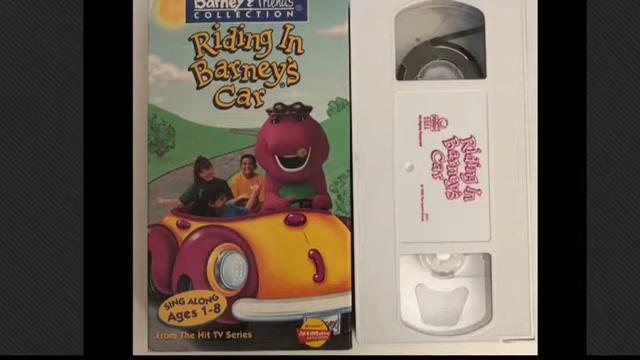 Barney & Friends
COLLECTION
Riding In
Barney's
Car
SING ALONG
Ages 1-8
From The Hit TV Series
Riding In
Barney's
Car